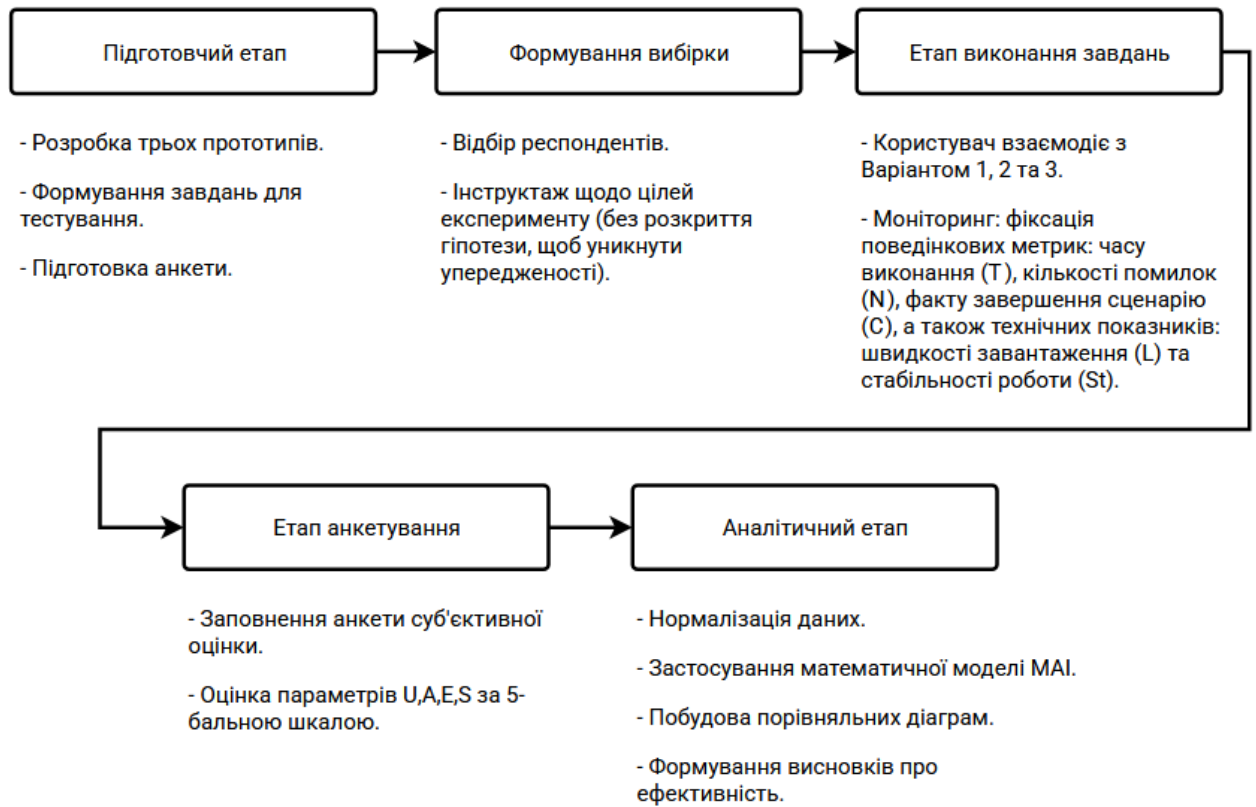 Підготовчий етап
Формування вибірки
Етап виконання завдань
- Розробка трьох прототипів.
- Формування завдань для
тестування.
- Підготовка анкети.
- Відбір респондентів.
- Інструктаж щодо цілей
експерименту (без розкриття
гіпотези, щоб уникнути
упередженості).
- Користувач взаємодіє з
Варіантом 1, 2 та 3.
- Моніторинг: фіксація
поведінкових метрик: часу
виконання (T), кількості помилок
(N), факту завершення сценарію
(C), а також технічних показників:
швидкості завантаження (L) та
стабільності роботи (St).
Етап анкетування
Аналітичний етап
- Заповнення анкети суб'єктивної
оцінки.
- Оцінка параметрів U,A,E,S за 5-
бальною шкалою.
- Нормалізація даних.
- Застосування математичної моделі MAI.
- Побудова порівняльних діаграм.
- Формування висновків про
ефективність.